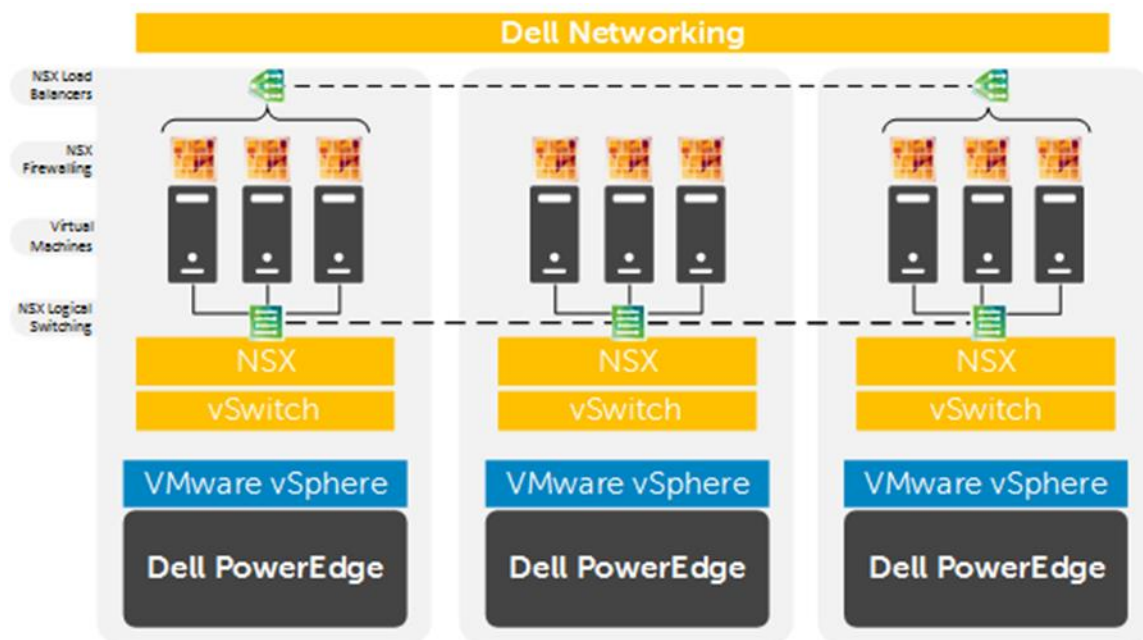 Dell Networking
NSX Load
Balancers
NSX
Firewalling
Virtual
Machines
NSX Logical
Switching
NSX
NSX
NSX
vSwitch
vSwitch
vSwitch
VMware vSphere
VMware vSphere
VMware vSphere
Dell PowerEdge
Dell PowerEdge
Dell PowerEdge